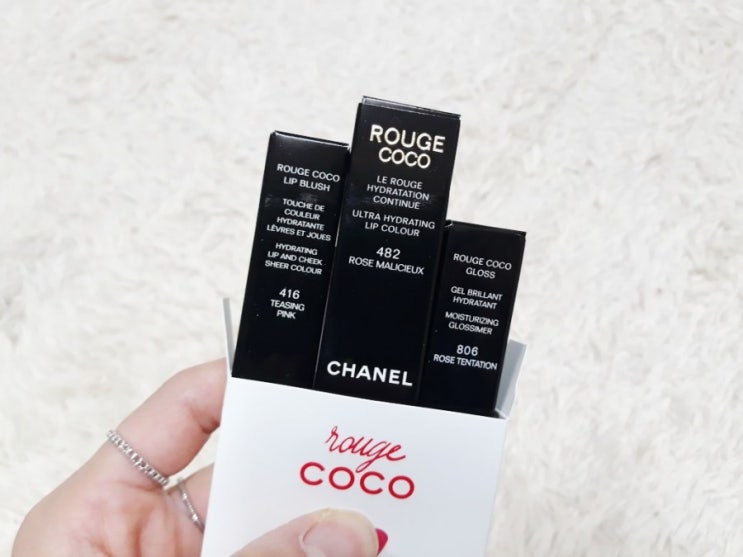 ROUGE COCO
LIP BLUSH
TOUCHE DE
COULEUR
HYDRATANTE
LÈVRES ET JOUES
HYDRATING
LIP AND CHEEK
SHEER COLOUR
416
TEASING
PINK
ROUGE
COCO
LE ROUGE
HYDRATATION
CONTINUE
ULTRA HYDRATING
LIP COLOUR
482
ROSE MALICIEUX
CHANEL
ROUGE COCO
GLOSS
GEL BRILLANT
HYDRATANT
MOISTURIZING
GLOSSIMER
806
ROSE TENTATION
rouge
COCO